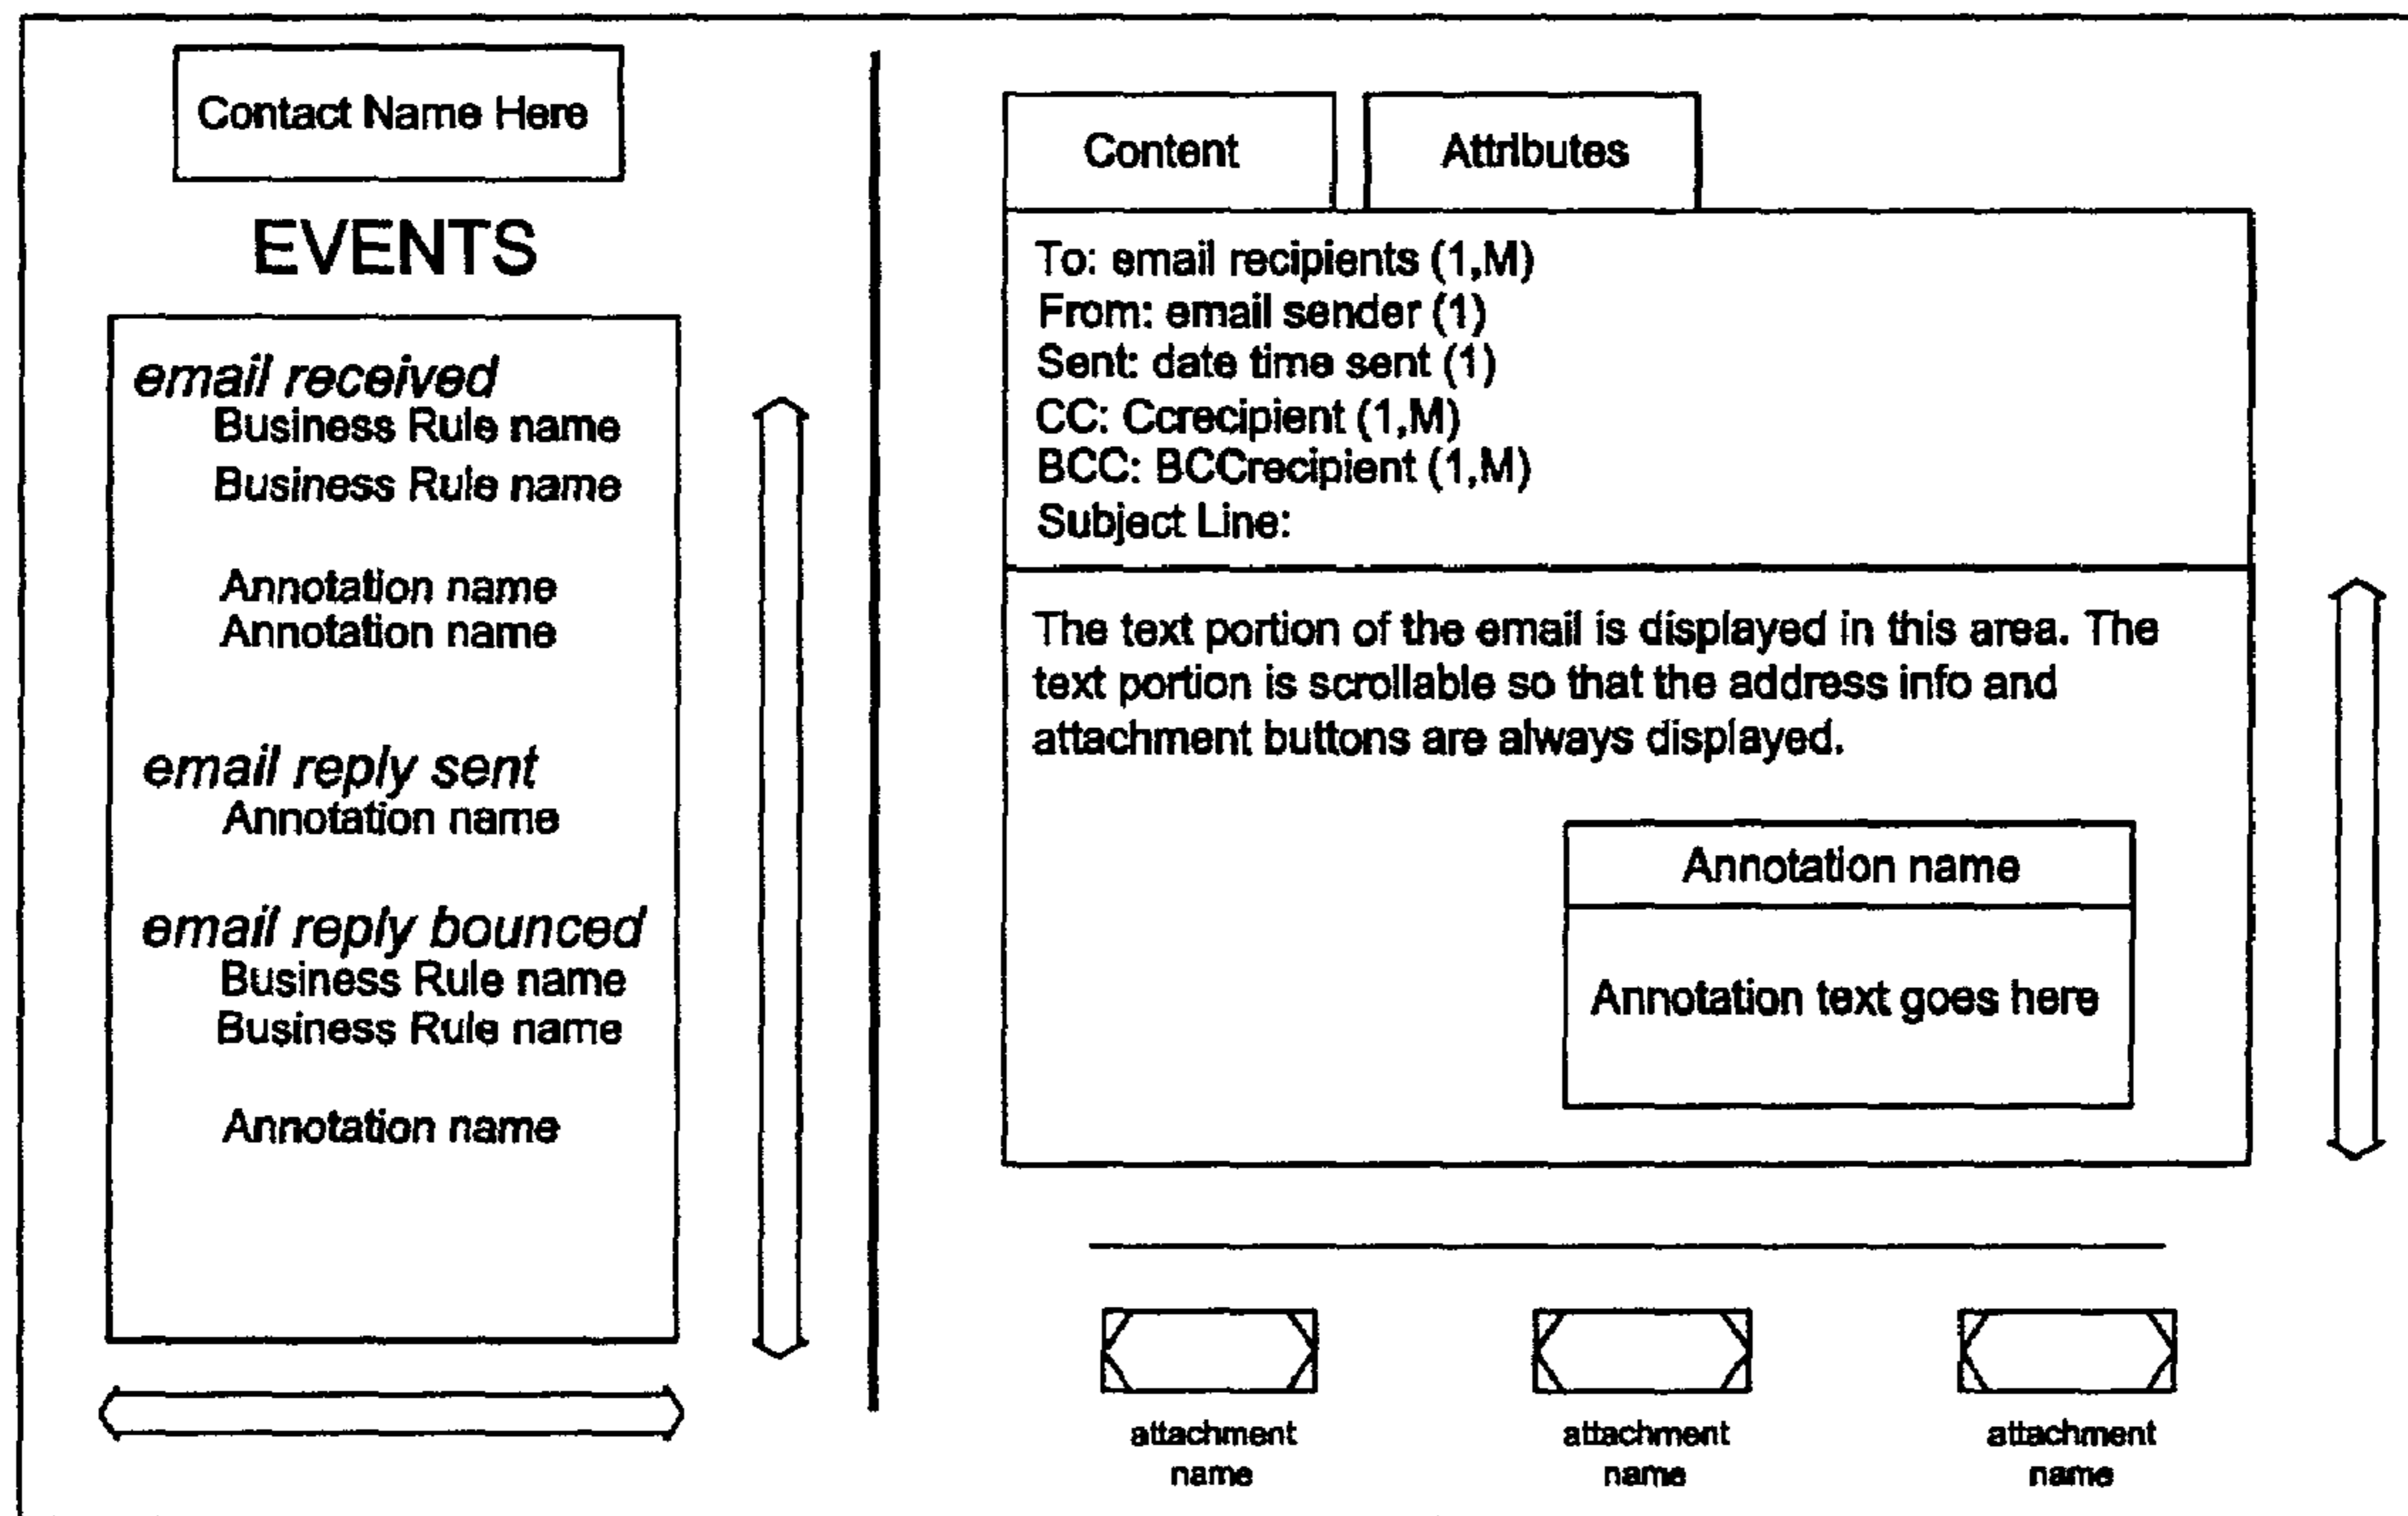 Contact Name Here
EVENTS
email received
Business Rule name
Business Rule name
Annotation name
Annotation name
email reply sent
Annotation name
email reply bounced
Business Rule name
Business Rule name
Annotation name
Content
Attributes
To: email recipients (1,M)
From: email sender (1)
Sent: date time sent (1)
CC: Ccrecipient (1,M)
BCC: BCCrecipient (1,M)
Subject Line:
The text portion of the email is displayed in this area. The
text portion is scrollable so that the address info and
attachment buttons are always displayed.
Annotation name
Annotation text goes here
attachment
name
attachment
name
attachment
name